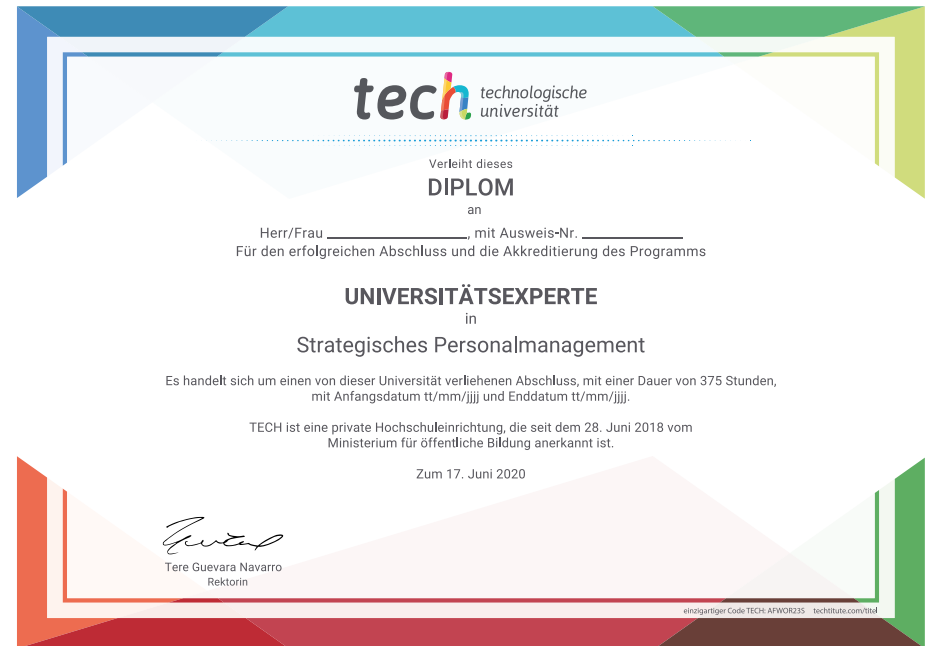 tech technologische
universität
Verleiht dieses
DIPLOM
an
Herr/Frau ____________________, mit Ausweis-Nr. ______________
Für den erfolgreichen Abschluss und die Akkreditierung des Programms
UNIVERSITÄTSEXPERTE
in
Strategisches Personalmanagement
Es handelt sich um einen von dieser Universität verliehenen Abschluss, mit einer Dauer von 375 Stunden,
mit Anfangsdatum tt/mm/jjjj und Enddatum tt/mm/jjjj.
TECH ist eine private Hochschuleinrichtung, die seit dem 28. Juni 2018 vom
Ministerium für öffentliche Bildung anerkannt ist.
Zum 17. Juni 2020
Tere Guevara Navarro
Rektorin
einzigartiger Code TECH: AFWOR23S techtitute.com/titel